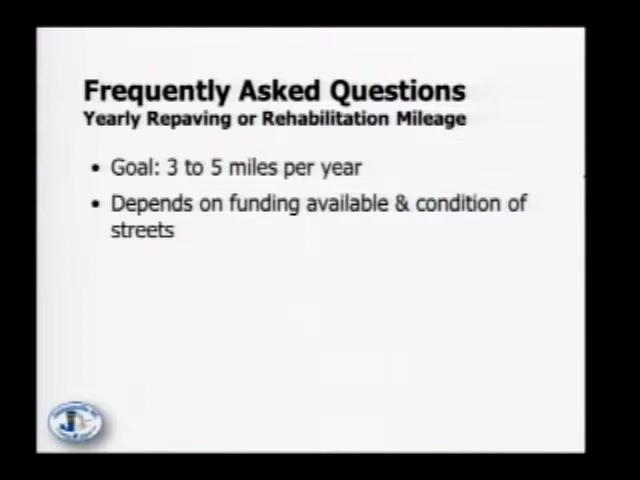 Frequently Asked Questions
Yearly Repaving or Rehabilitation Mileage
• Goal: 3 to 5 miles per year
• Depends on funding available & condition of
streets